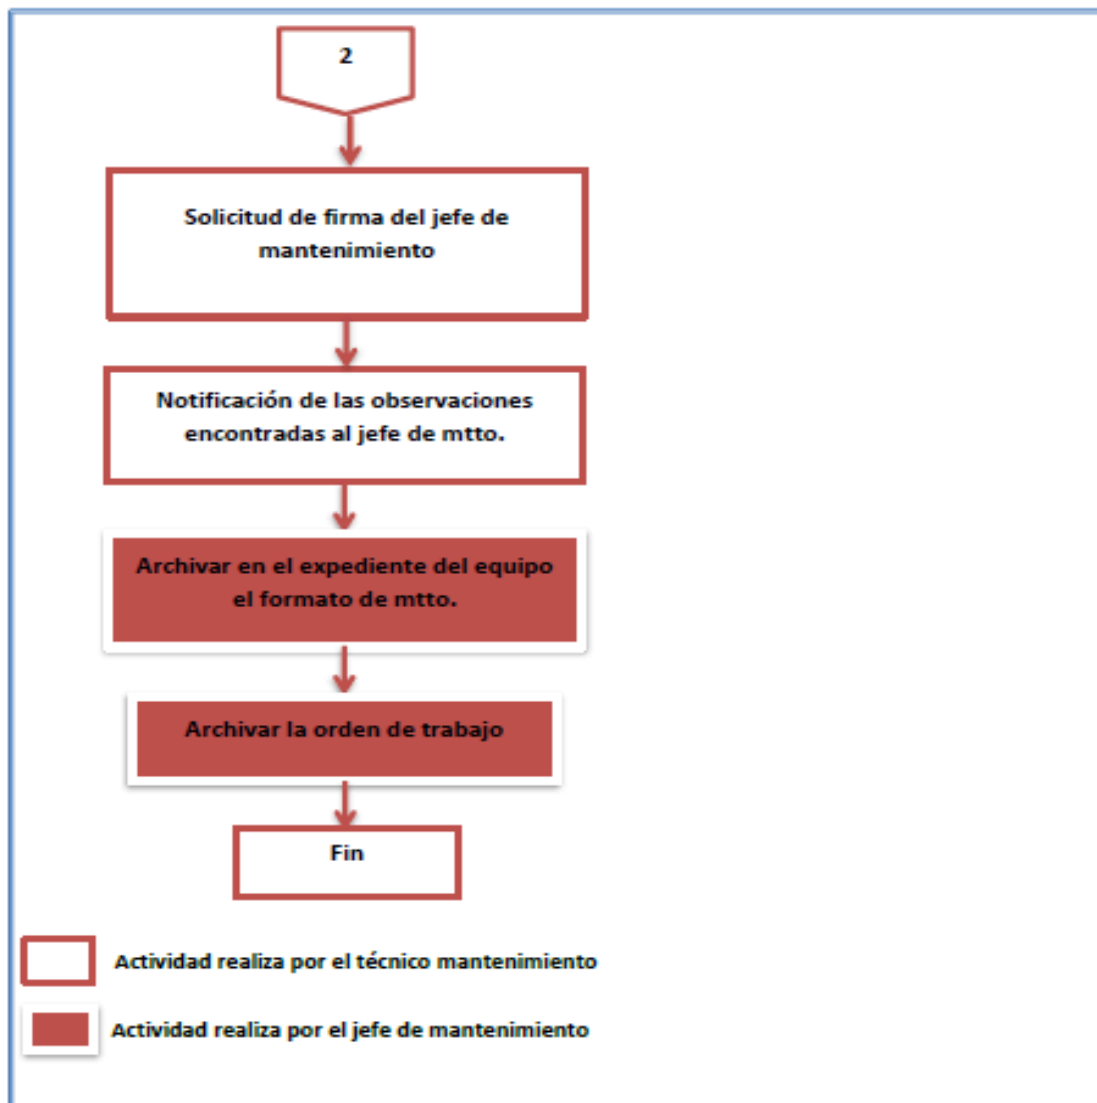 2
Solicitud de firma del jefe de
mantenimiento
Notificación de las observaciones
encontradas al jefe de mtto.
Archivar en el expediente del equipo
el formato de mtto.
Archivar la orden de trabajo
Fin
Actividad realiza por el técnico mantenimiento
Actividad realiza por el jefe de mantenimiento